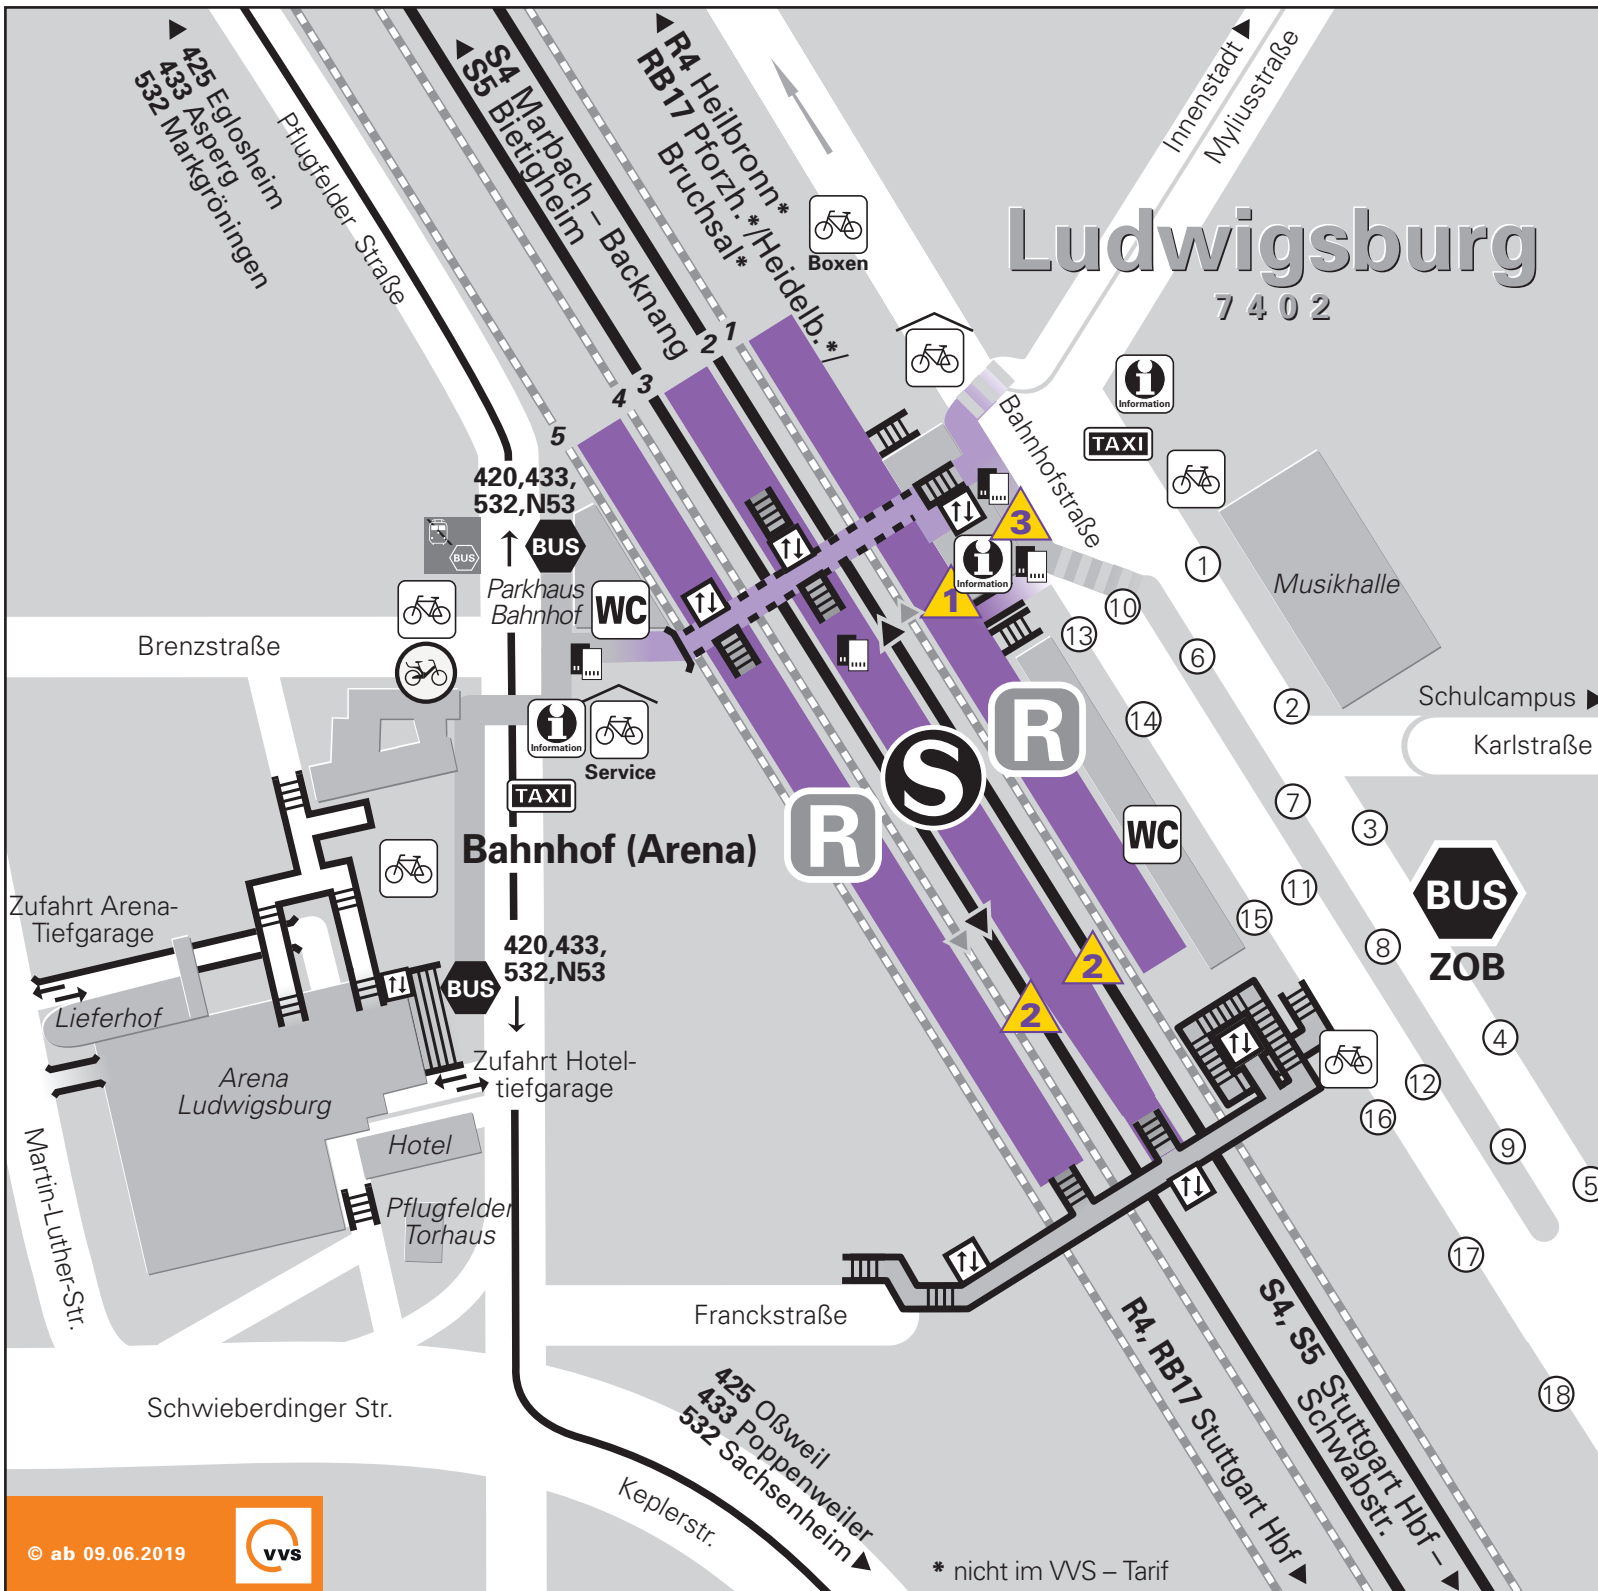 425 Eglosheim
433 Asperg
532 Markgröningen
Pflugfelder Straße
S4 Marbach – Backnang
S5 Bietigheim
R4 Heilbronn*
RB17 Pforzh.*/Heidelb.*/
Bruchsal*
Innenstadt
Myliusstraße
Ludwigsburg
7402
Boxen
Information
TAXI
Bahnhofstraße
1
2
3
4
5
420,433,
532,N53
BUS
BUS
Parkhaus
Bahnhof
WC
Brenzstraße
Information
Service
TAXI
Bahnhof (Arena)
3
1
Information
Musikhalle
Schulcampus
Karlstraße
R
S
R
WC
2
2
BUS
ZOB
1
10
13
6
2
14
7
3
11
15
8
4
12
16
9
5
17
18
Zufahrt Arena-
Tiefgarage
Lieferhof
420,433,
532,N53
BUS
Zufahrt Hotel-
tiefgarage
Arena
Ludwigsburg
Hotel
Pflugfelder
Torhaus
Martin-Luther-Str.
Franckstraße
Schwieberdinger Str.
Keplerstr.
425 Oßweil
433 Poppenweiler
532 Sachsenheim
R4, RB17 Stuttgart Hbf
S4, S5 Stuttgart Hbf –
Schwabstr.
* nicht im VVS – Tarif
© ab 09.06.2019
VVS